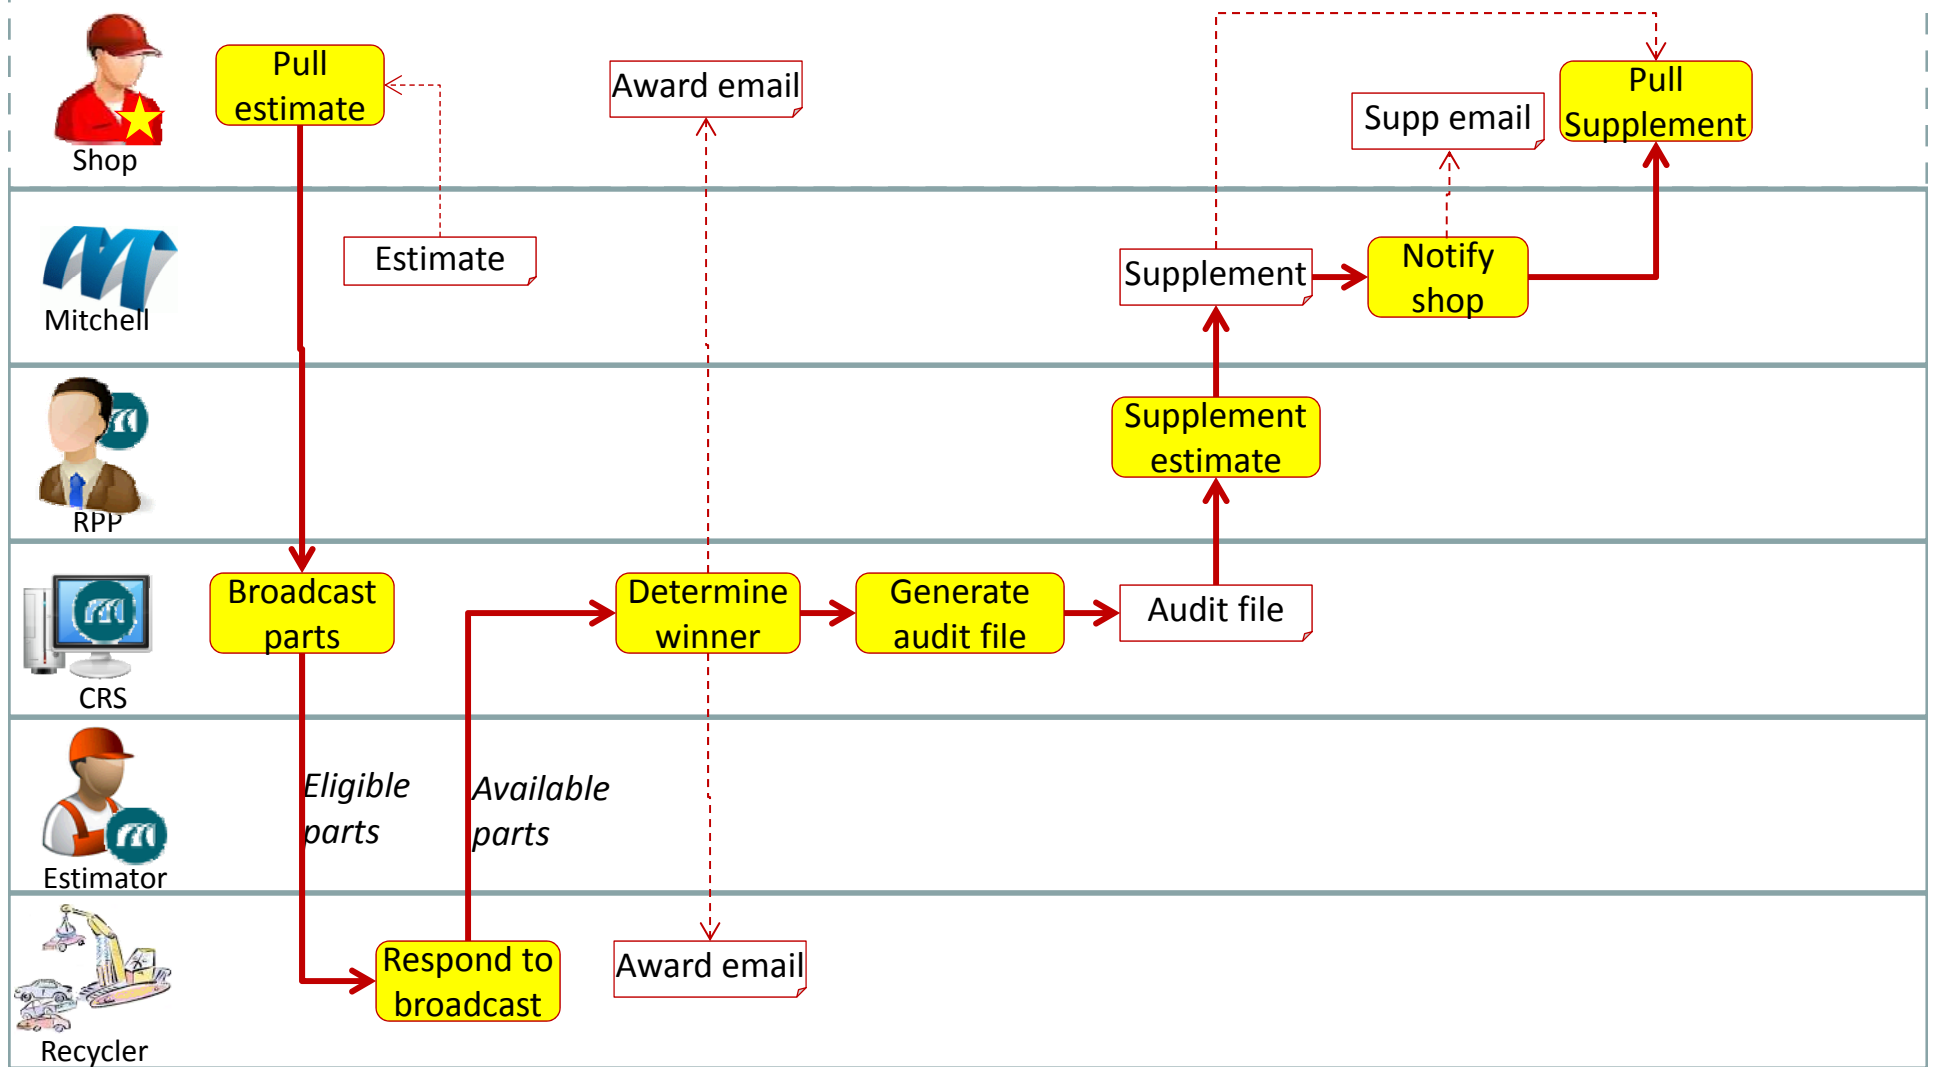 Pull
estimate
Award email
Supp email
Pull
Supplement
Shop
Estimate
Supplement
Notify
shop
Mitchell
Supplement
estimate
RPP
Broadcast
parts
Determine
winner
Generate
audit file
Audit file
CRS
Eligible
parts
Available
parts
Estimator
Respond to
broadcast
Award email
Recycler